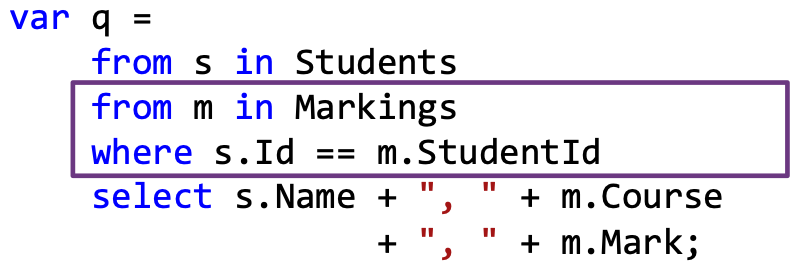 var q =
from s in Students
from m in Markings
where s.Id == m.StudentId
select s.Name + ", " + m.Course
+ ", " + m.Mark;